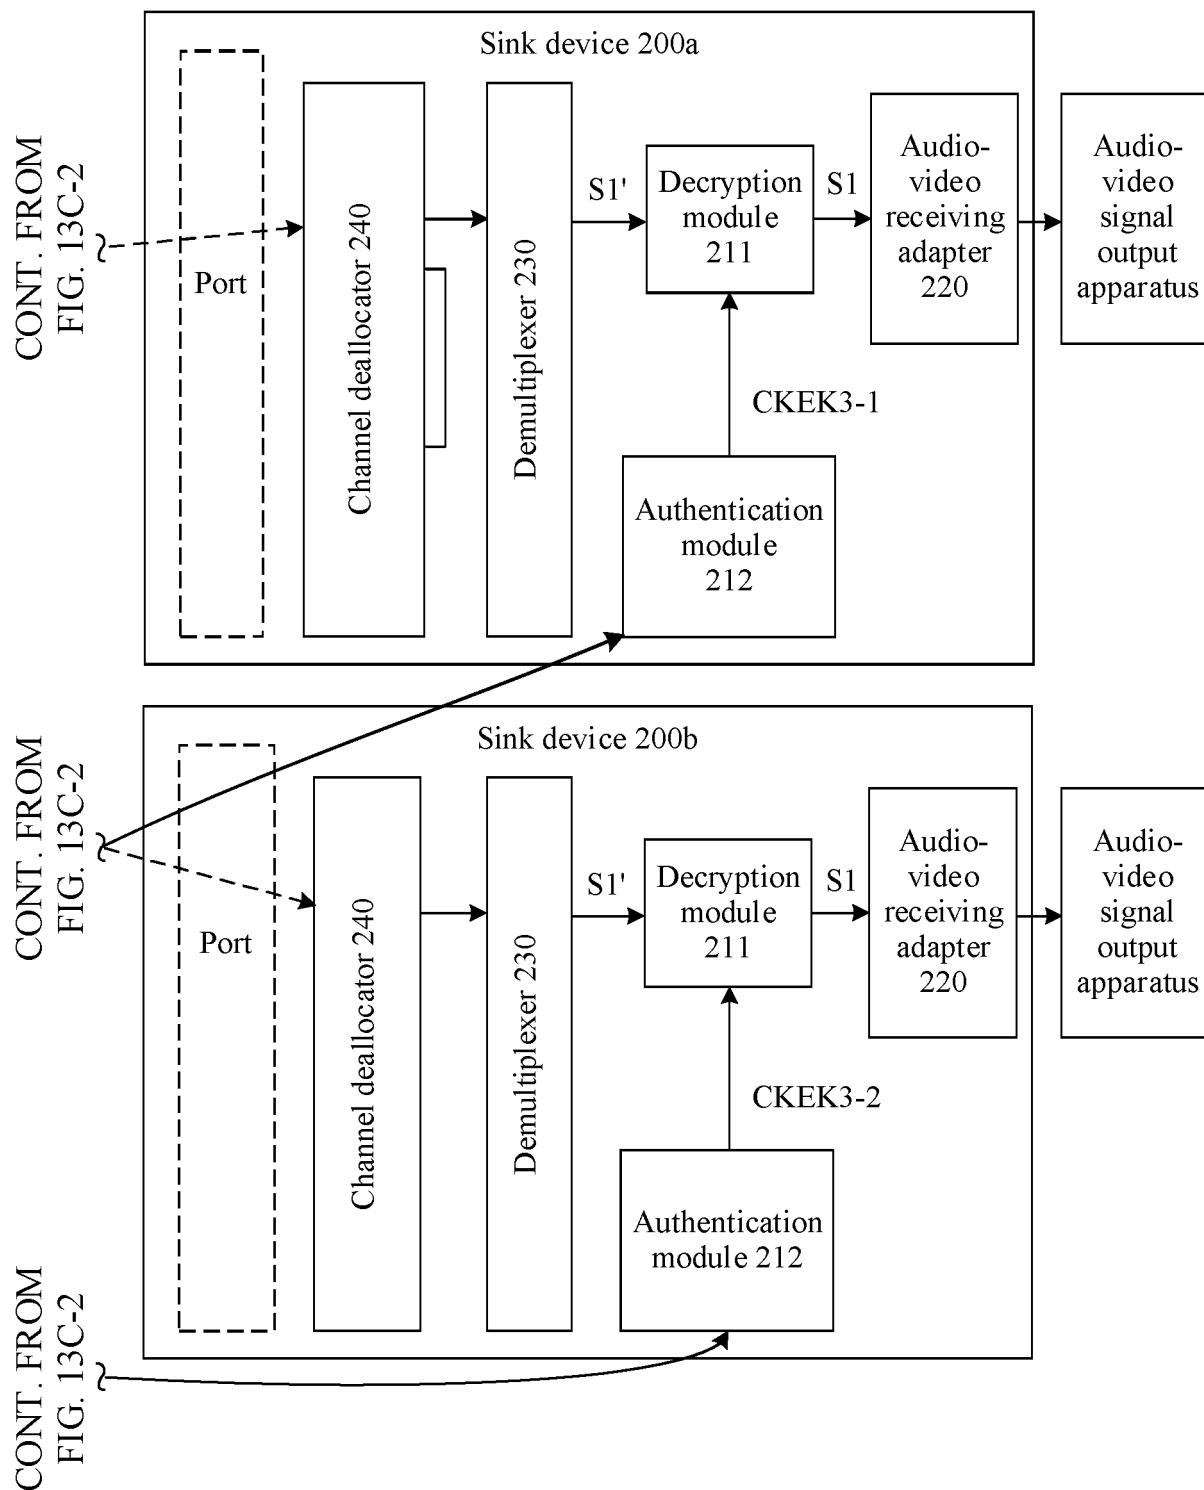 Sink device 200a
CONT. FROM
FIG. 13C-2
Port
Channel deallocator 240
Demultiplexer 230
S1'
Decryption
module
211
S1
Audio-
video
receiving
adapter
220
Audio-
video
signal
output
apparatus
CKEK3-1
Authentication
module
212
Sink device 200b
CONT. FROM
FIG. 13C-2
Port
Channel deallocator 240
Demultiplexer 230
S1'
Decryption
module
211
S1
Audio-
video
receiving
adapter
220
Audio-
video
signal
output
apparatus
CKEK3-2
Authentication
module 212
CONT. FROM
FIG. 13C-2